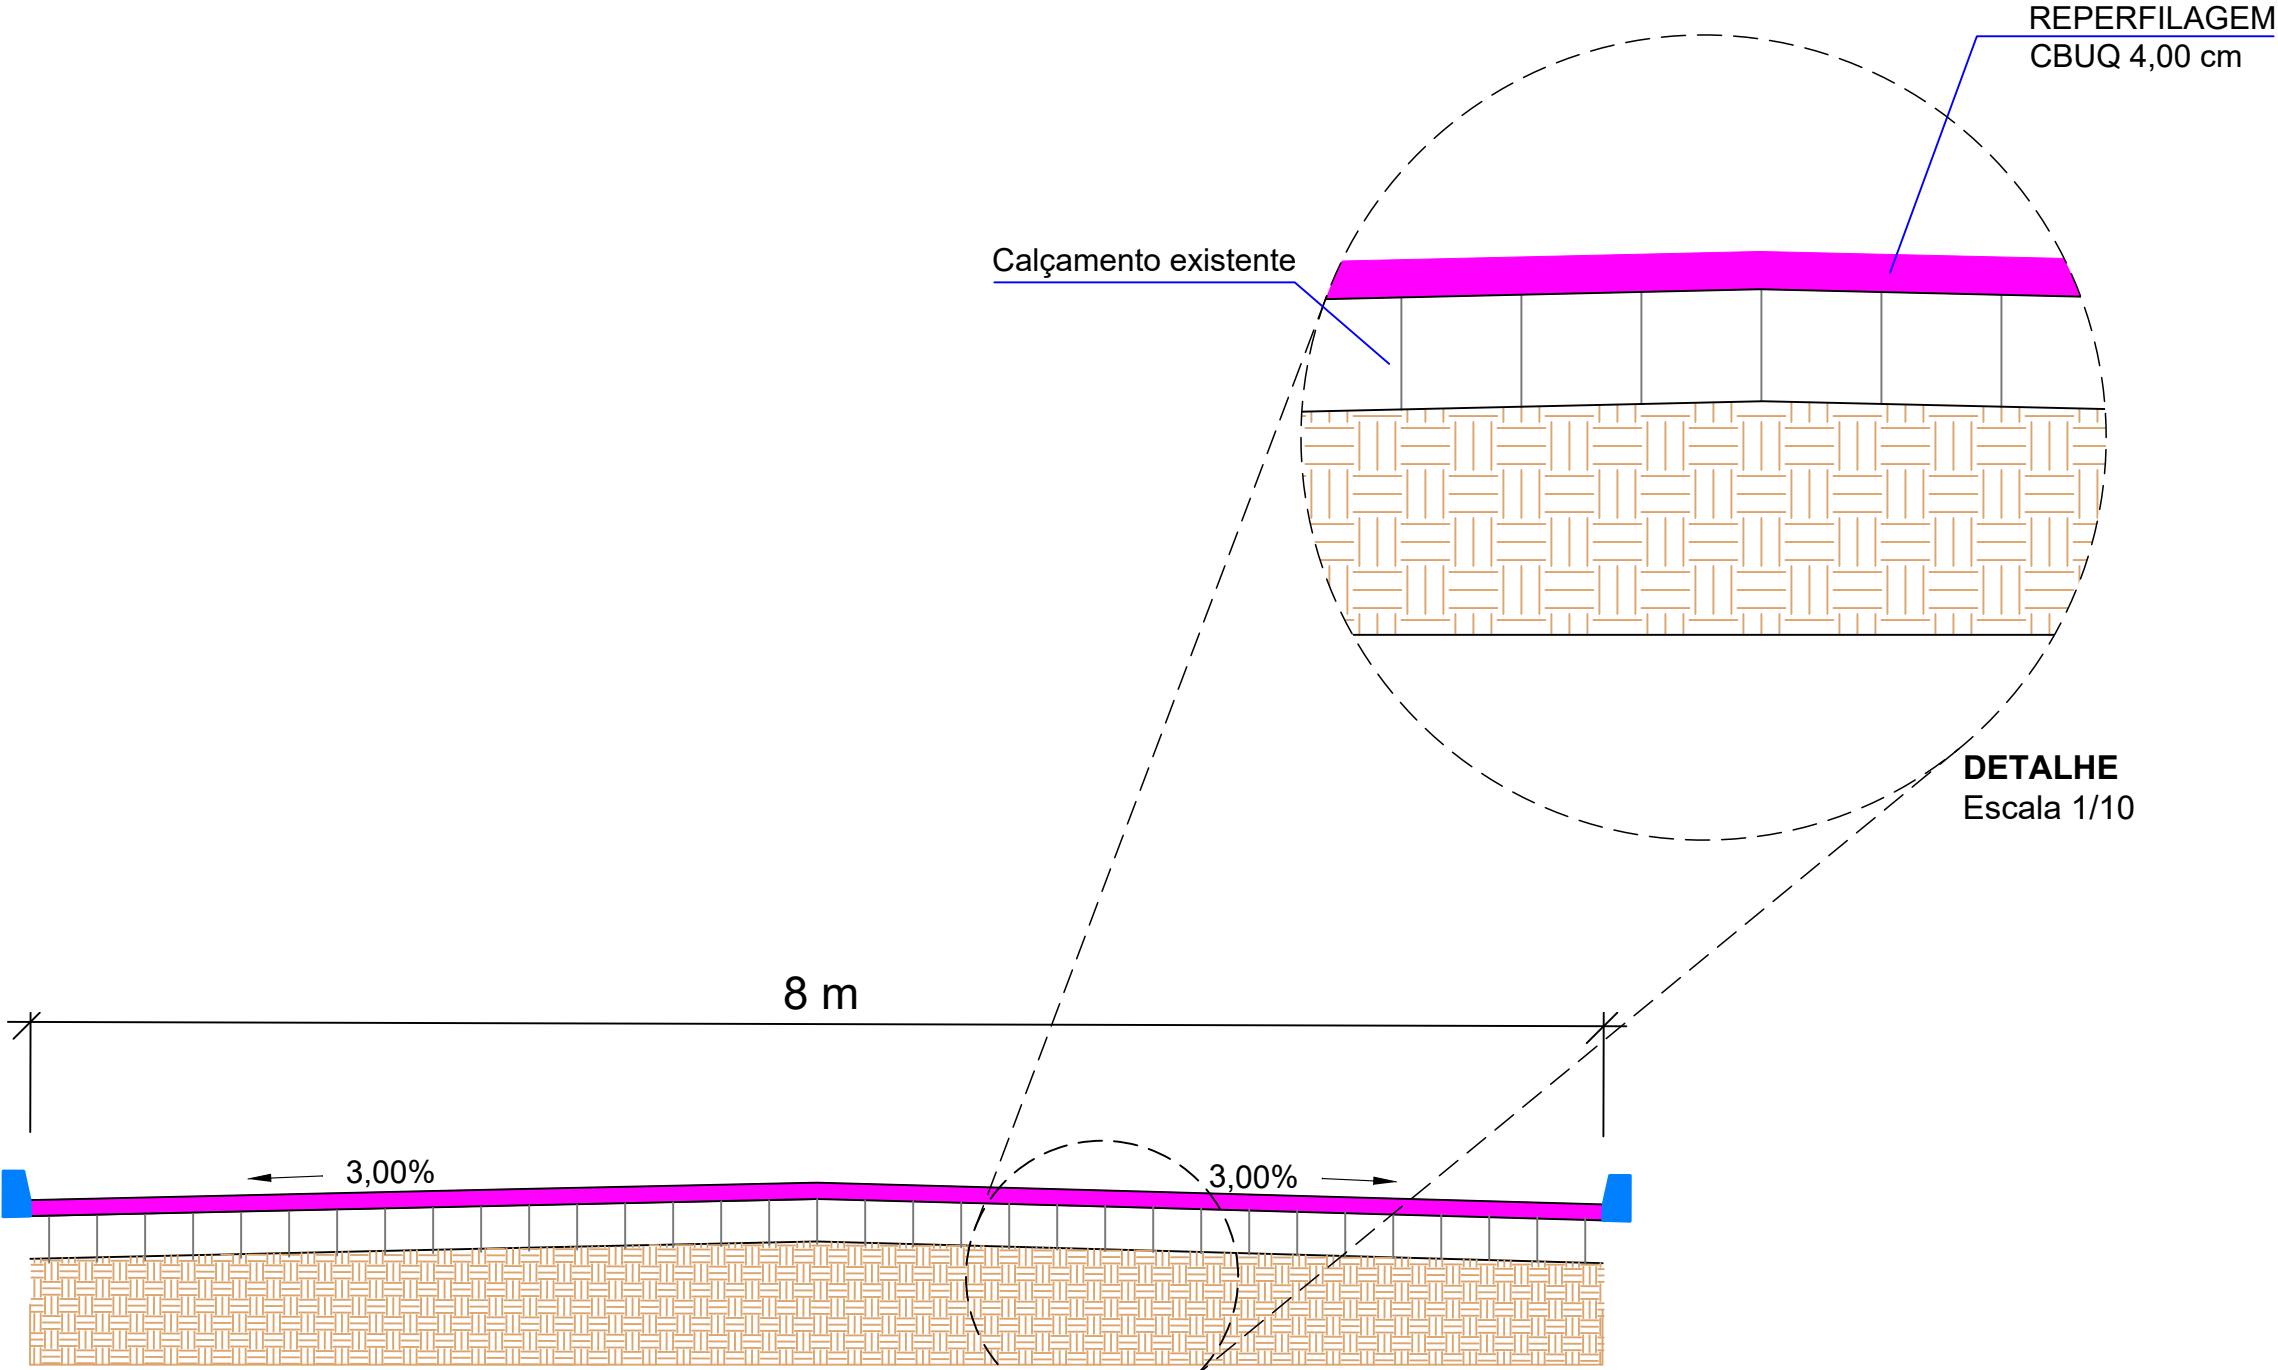 REPERFILAGEM
CBUQ 4,00 cm
Calçamento existente
DETALHE
Escala 1/10
8 m
3,00%
3,00%